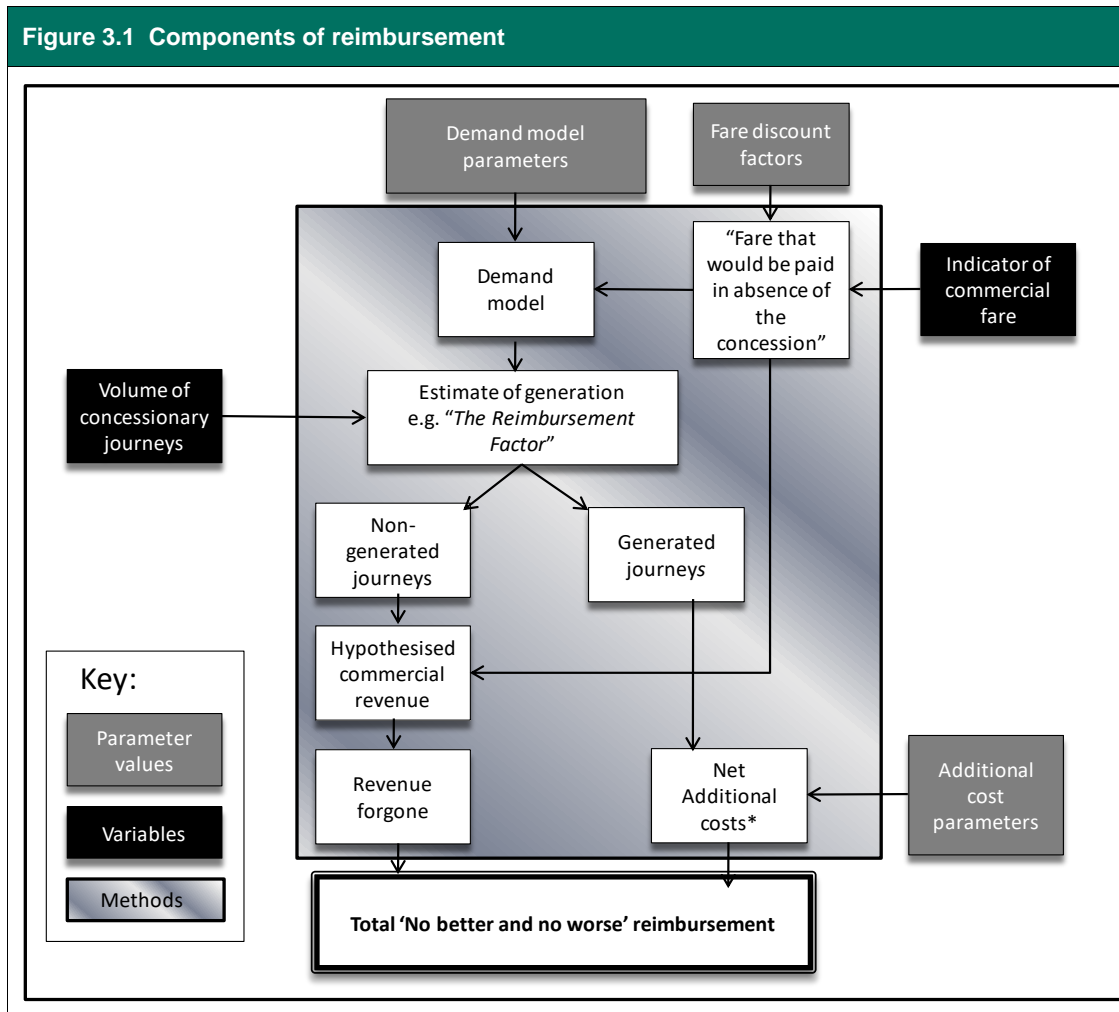 Figure 3.1 Components of reimbursement
Demand model
parameters
Fare discount
factors
Demand
model
“Fare that
would be paid
in absence of
the
concession”
Indicator of
commercial
fare
Volume of
concessionary
journeys
Estimate of generation
e.g. “The Reimbursement
Factor”
Non-
generated
journeys
Generated
journeys
Hypothesised
commercial
revenue
Revenue
forgone
Net
Additional
costs*
Additional
cost
parameters
Total ‘No better and no worse’ reimbursement
Key:
Parameter
values
Variables
Methods